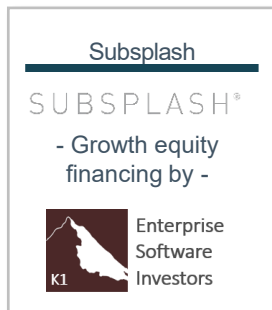 Subsplash
SUBSPLASH®
- Growth equity
financing by -
Enterprise
Software
K1 Investors